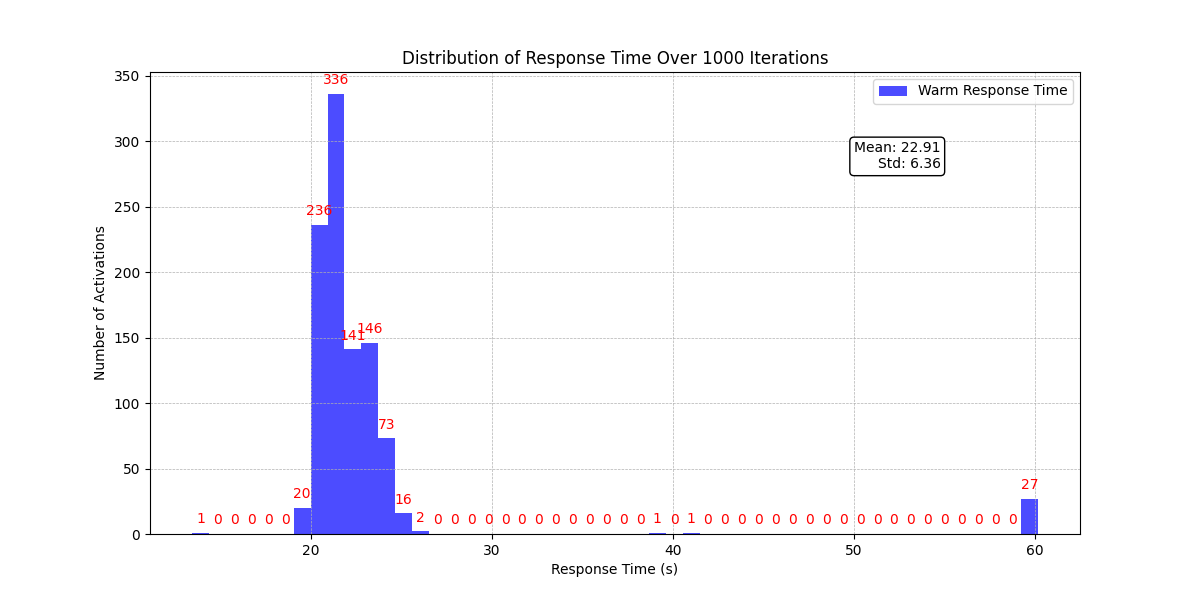 Distribution of Response Time Over 1000 Iterations
Warm Response Time
Mean: 22.91
Std: 6.36
Number of Activations
350
300
250
200
150
100
50
0
336
236
141
146
73
20
16
27
1 0 0 0 0 0 2 0 0 0 0 0 0 0 0 0 0 0 0 0 1 0 1 0 0 0 0 0 0 0 0 0 0 0 0 0 0 0 0 0 0 0
20 30 40 50 60
Response Time (s)